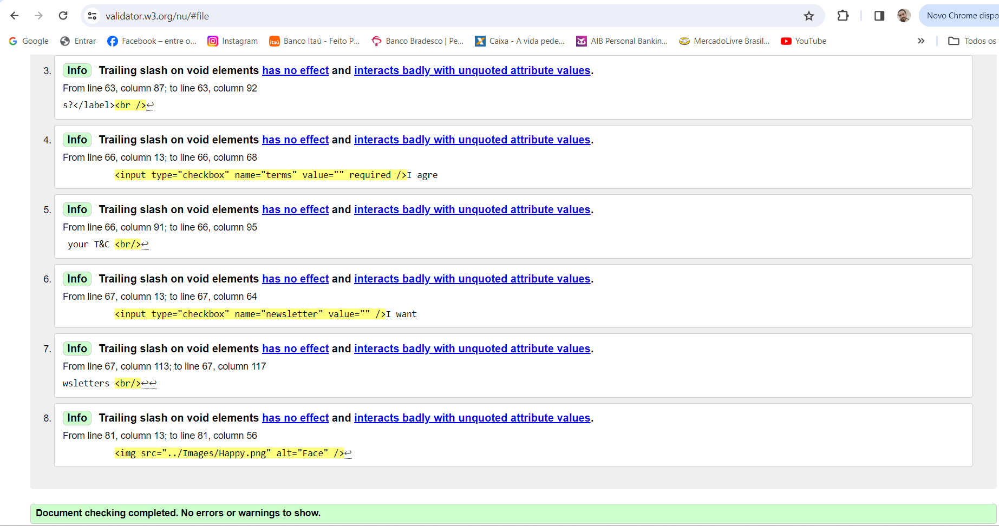 validator.w3.org/nu/#file
Novo Chrome dispo
Google Entrar Facebook – entre o... Instagram itaú Banco Itaú - Feito P... Banco Bradesco | Pe... Caixa - A vida pede... AIB Personal Bankin... MercadoLivre Brasil... YouTube » Todos os
3. Info Trailing slash on void elements has no effect and interacts badly with unquoted attribute values.
From line 63, column 87; to line 63, column 92
s?</label><br />↩
4. Info Trailing slash on void elements has no effect and interacts badly with unquoted attribute values.
From line 66, column 13; to line 66, column 68
<input type="checkbox" name="terms" value="" required />I agre
5. Info Trailing slash on void elements has no effect and interacts badly with unquoted attribute values.
From line 66, column 91; to line 66, column 95
your T&C <br/>↩
6. Info Trailing slash on void elements has no effect and interacts badly with unquoted attribute values.
From line 67, column 13; to line 67, column 64
<input type="checkbox" name="newsletter" value="" />I want
7. Info Trailing slash on void elements has no effect and interacts badly with unquoted attribute values.
From line 67, column 113; to line 67, column 117
wsletters <br/>↩↩
8. Info Trailing slash on void elements has no effect and interacts badly with unquoted attribute values.
From line 81, column 13; to line 81, column 56
<img src="../Images/Happy.png" alt="Face" />↩
Document checking completed. No errors or warnings to show.